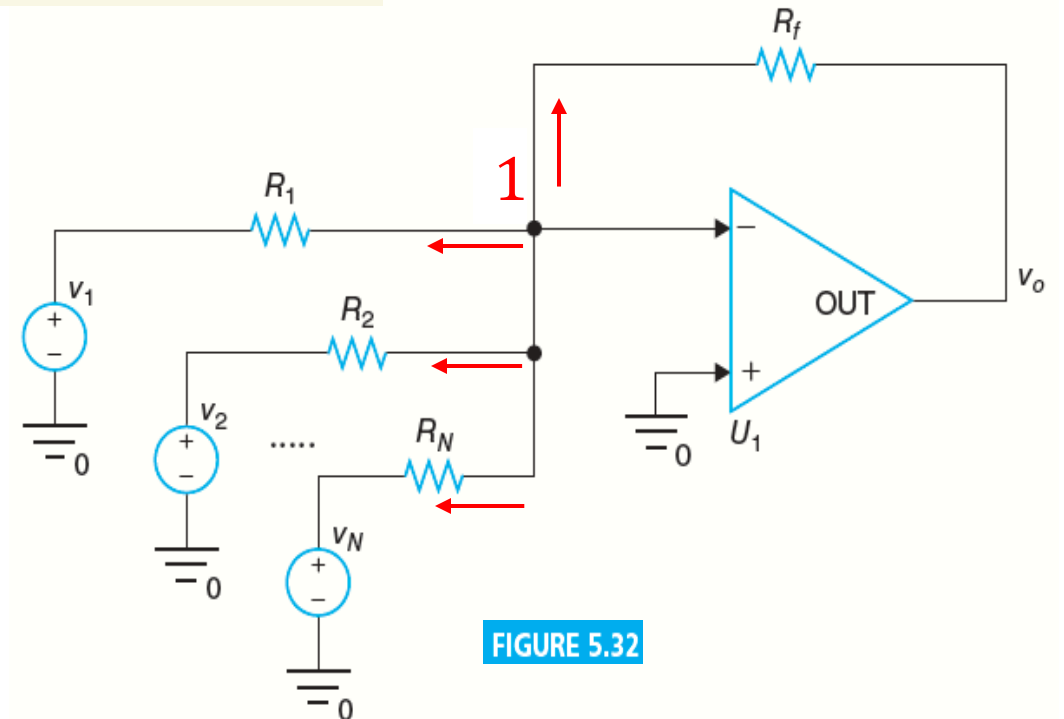 R_f
1
R_1
v_1
+
−
0
R_2
v_2
+
−
0
.....
R_N
v_N
+
−
0
−
OUT
+
v_o
0
U_1
FIGURE 5.32